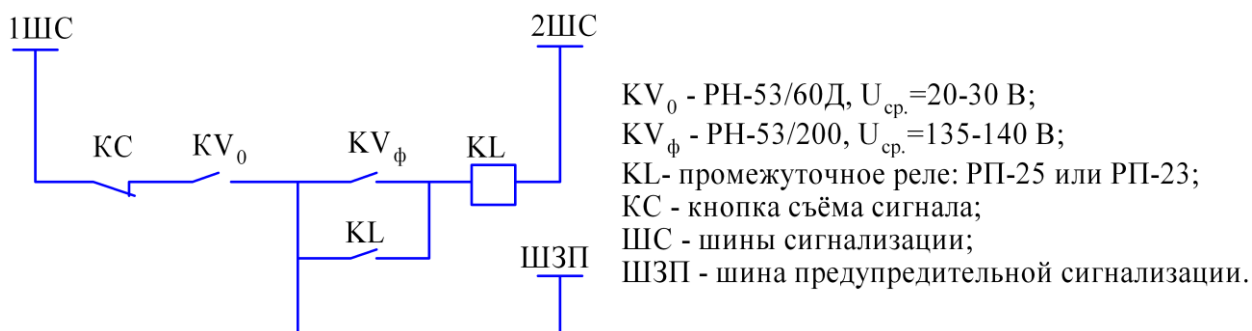 1ШС
2ШС
КС
KV₀
KVф
KL
KL
ШЗП
KV₀ - РН-53/60Д, Uср.=20-30 В;
KVф - РН-53/200, Uср.=135-140 В;
KL- промежуточное реле: РП-25 или РП-23;
КС - кнопка съёма сигнала;
ШС - шины сигнализации;
ШЗП - шина предупредительной сигнализации.